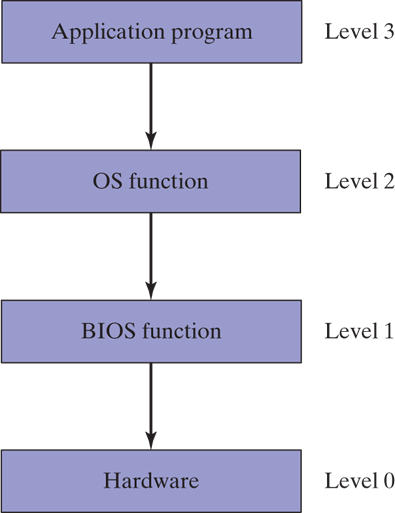 Application program Level 3
OS function Level 2
BIOS function Level 1
Hardware Level 0